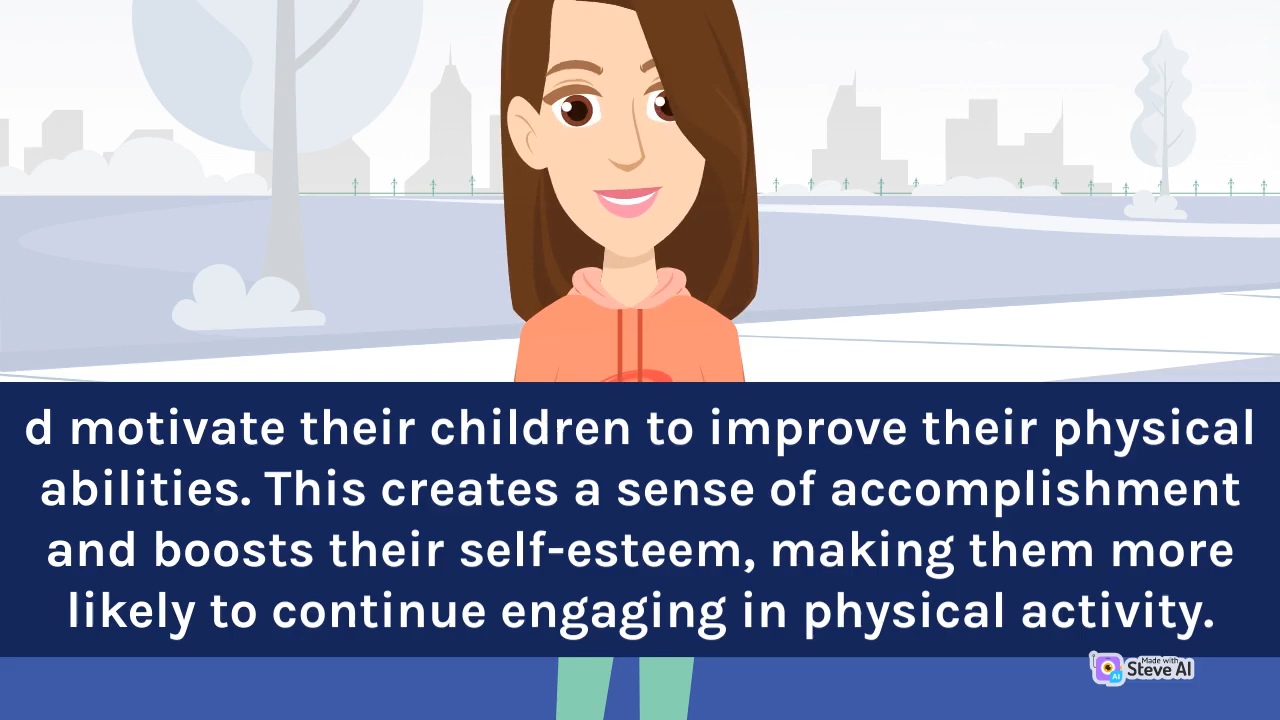 d motivate their children to improve their physical
abilities. This creates a sense of accomplishment
and boosts their self-esteem, making them more
likely to continue engaging in physical activity.
Made with
Steve AI
AI